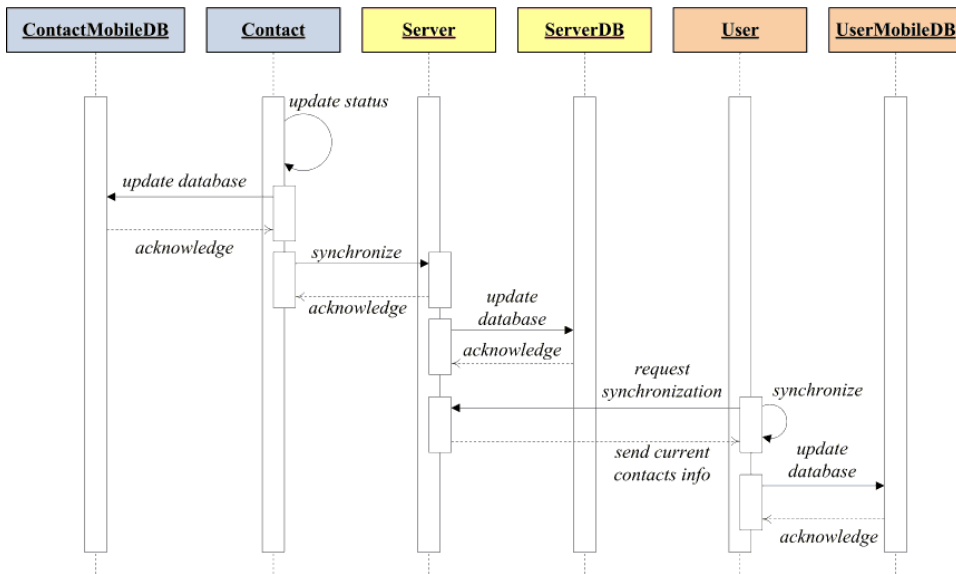 ContactMobileDB
Contact
Server
ServerDB
User
UserMobileDB
update status
update database
acknowledge
synchronize
acknowledge
update
database
acknowledge
request
synchronization
synchronize
send current
contacts info
update
database
acknowledge